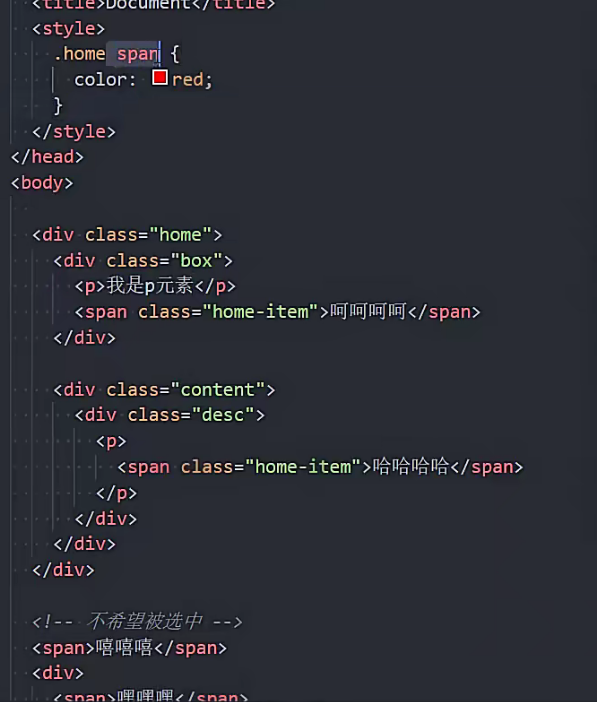 <title>Document</title>
<style>
.home span {
color: red;
}
</style>
</head>
<body>
<div class="home">
<div class="box">
<p>我是p元素</p>
<span class="home-item">呵呵呵呵</span>
</div>
<div class="content">
<div class="desc">
<p>
<span class="home-item">哈哈哈哈</span>
</p>
</div>
</div>
</div>
<!-- 不希望被选中 -->
<span>嘻嘻嘻</span>
<div>
<span>嘿嘿嘿</span>